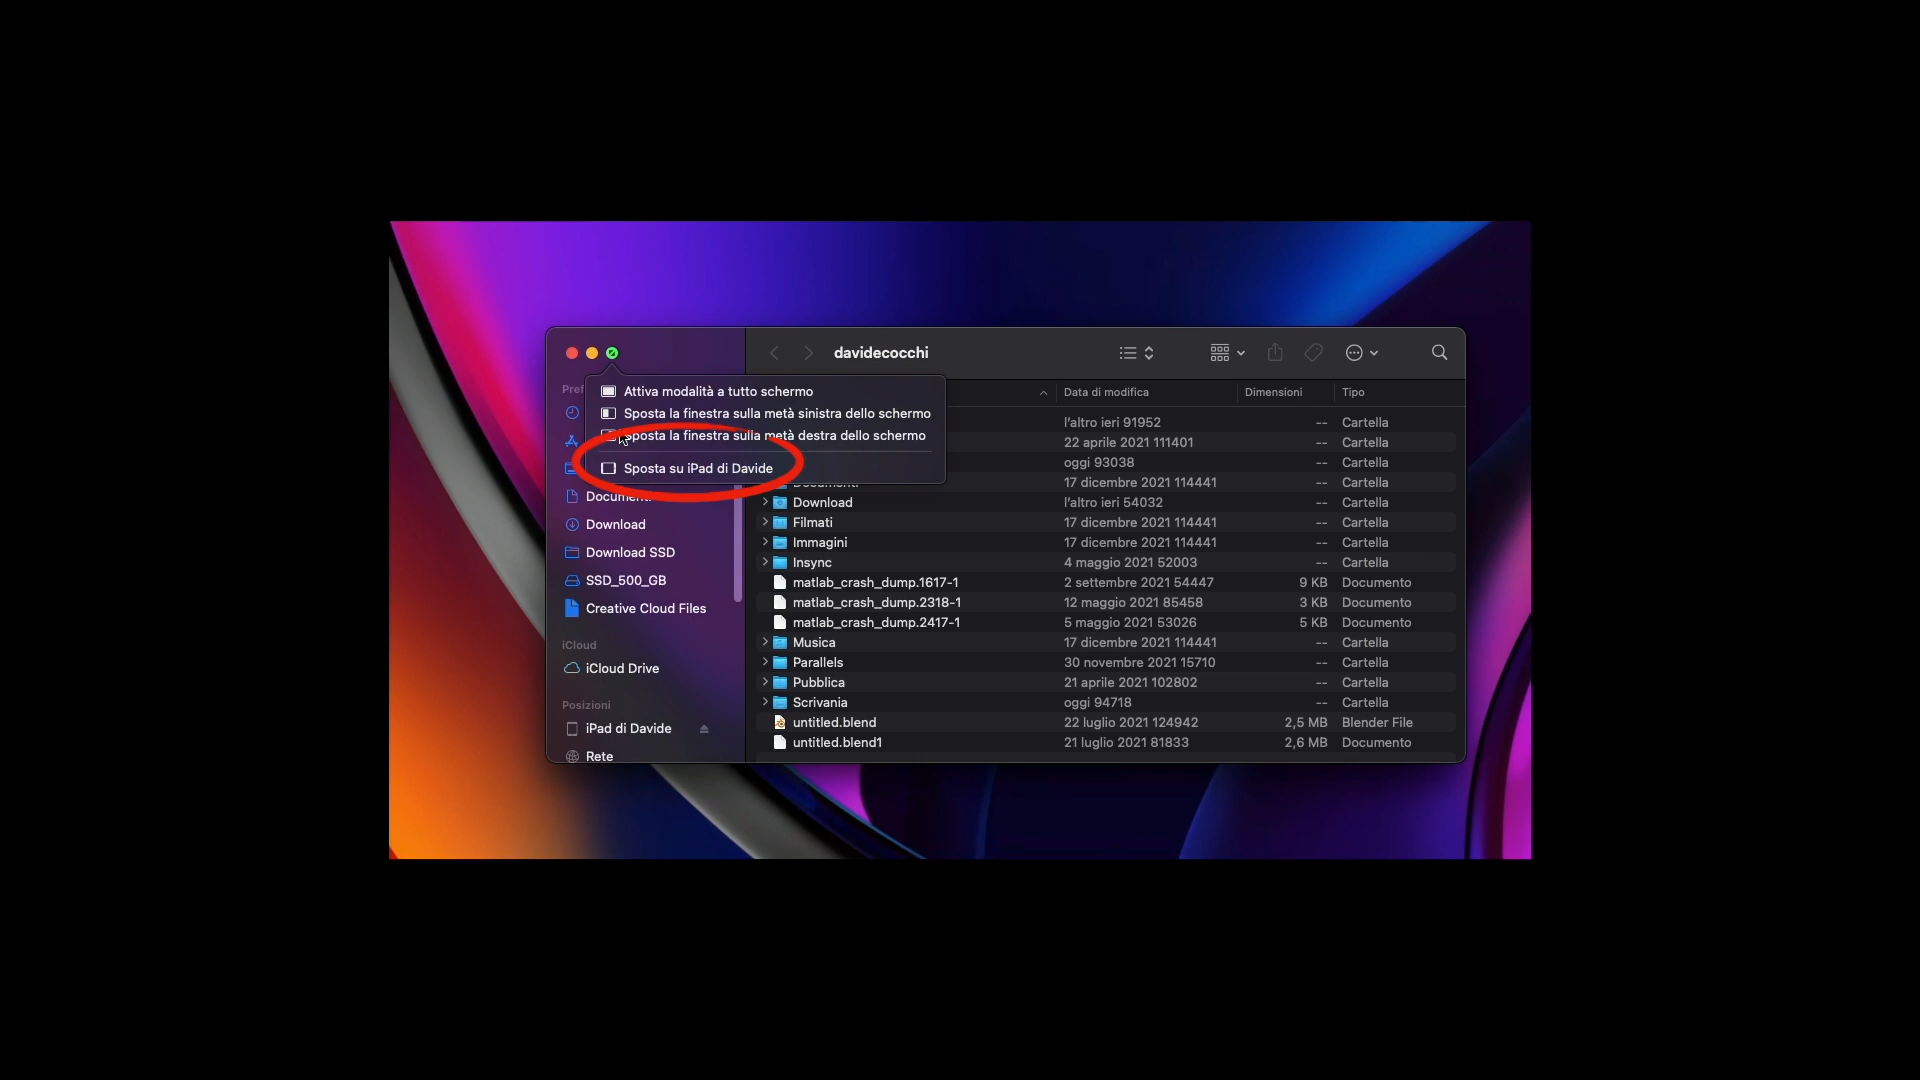 davidecocchi
Attiva modalità a tutto schermo
Sposta la finestra sulla metà sinistra dello schermo
Sposta la finestra sulla metà destra dello schermo
Sposta su iPad di Davide
Documenti
Download
Download SSD
SSD_500_GB
Creative Cloud Files
iCloud
iCloud Drive
Posizioni
iPad di Davide
Rete
Data di modifica Dimensioni Tipo
l'altro ieri 91952 -- Cartella
22 aprile 2021 111401 -- Cartella
oggi 93038 -- Cartella
Documenti 17 dicembre 2021 114441 -- Cartella
Download l'altro ieri 54032 -- Cartella
Filmati 17 dicembre 2021 114441 -- Cartella
Immagini 17 dicembre 2021 114441 -- Cartella
Insync 4 maggio 2021 52003 -- Cartella
matlab_crash_dump.1617-1 2 settembre 2021 54447 9 KB Documento
matlab_crash_dump.2318-1 12 maggio 2021 85458 3 KB Documento
matlab_crash_dump.2417-1 5 maggio 2021 53026 5 KB Documento
Musica 17 dicembre 2021 114441 -- Cartella
Parallels 30 novembre 2021 15710 -- Cartella
Pubblica 21 aprile 2021 102802 -- Cartella
Scrivania oggi 94718 -- Cartella
untitled.blend 22 luglio 2021 124942 2,5 MB Blender File
untitled.blend1 21 luglio 2021 81833 2,6 MB Documento